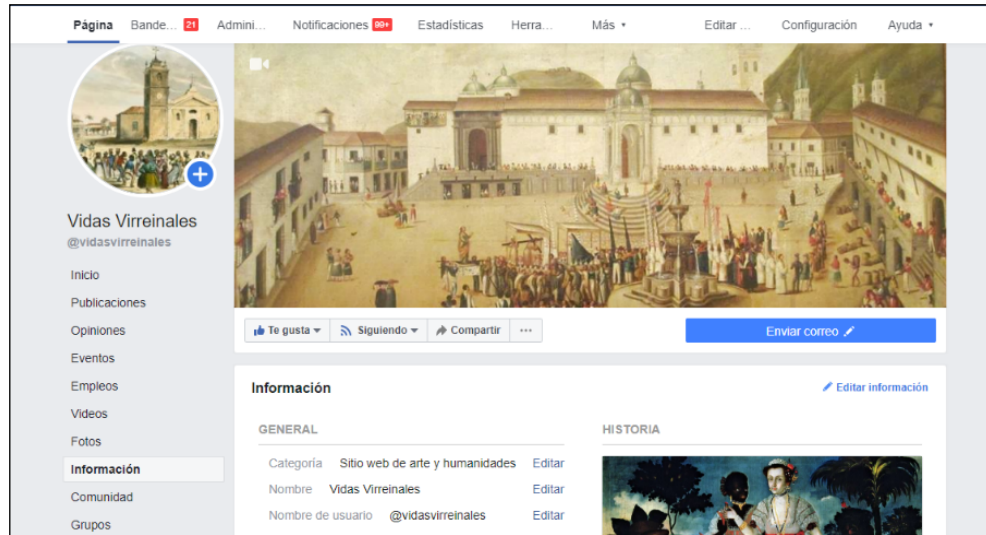 Página Bande... 21 Admini... Notificaciones 99+ Estadísticas Herra... Más Editar ... Configuración Ayuda
Vidas Virreinales
@vidasvirreinales
Inicio
Publicaciones
Opiniones
Eventos
Empleos
Videos
Fotos
Información
Comunidad
Grupos
Te gusta Siguiendo Compartir ... Enviar correo
Información Editar información
GENERAL HISTORIA
Categoría Sitio web de arte y humanidades Editar
Nombre Vidas Virreinales Editar
Nombre de usuario @vidasvirreinales Editar